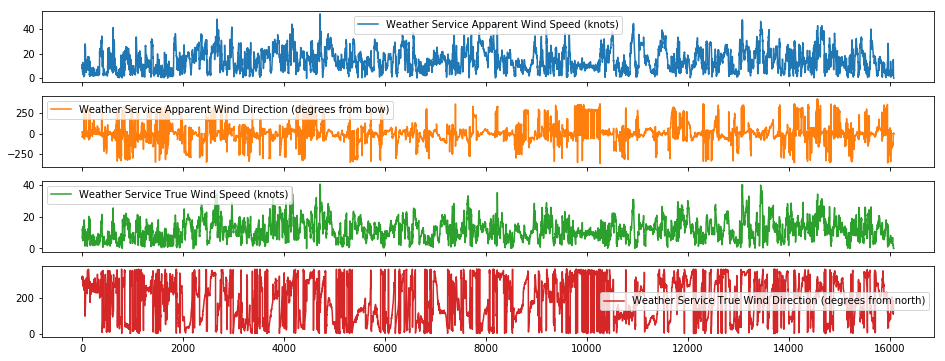 Weather Service Apparent Wind Speed (knots)
40
20
0
Weather Service Apparent Wind Direction (degrees from bow)
250
0
−250
Weather Service True Wind Speed (knots)
40
20
0
Weather Service True Wind Direction (degrees from north)
200
0
0 2000 4000 6000 8000 10000 12000 14000 16000